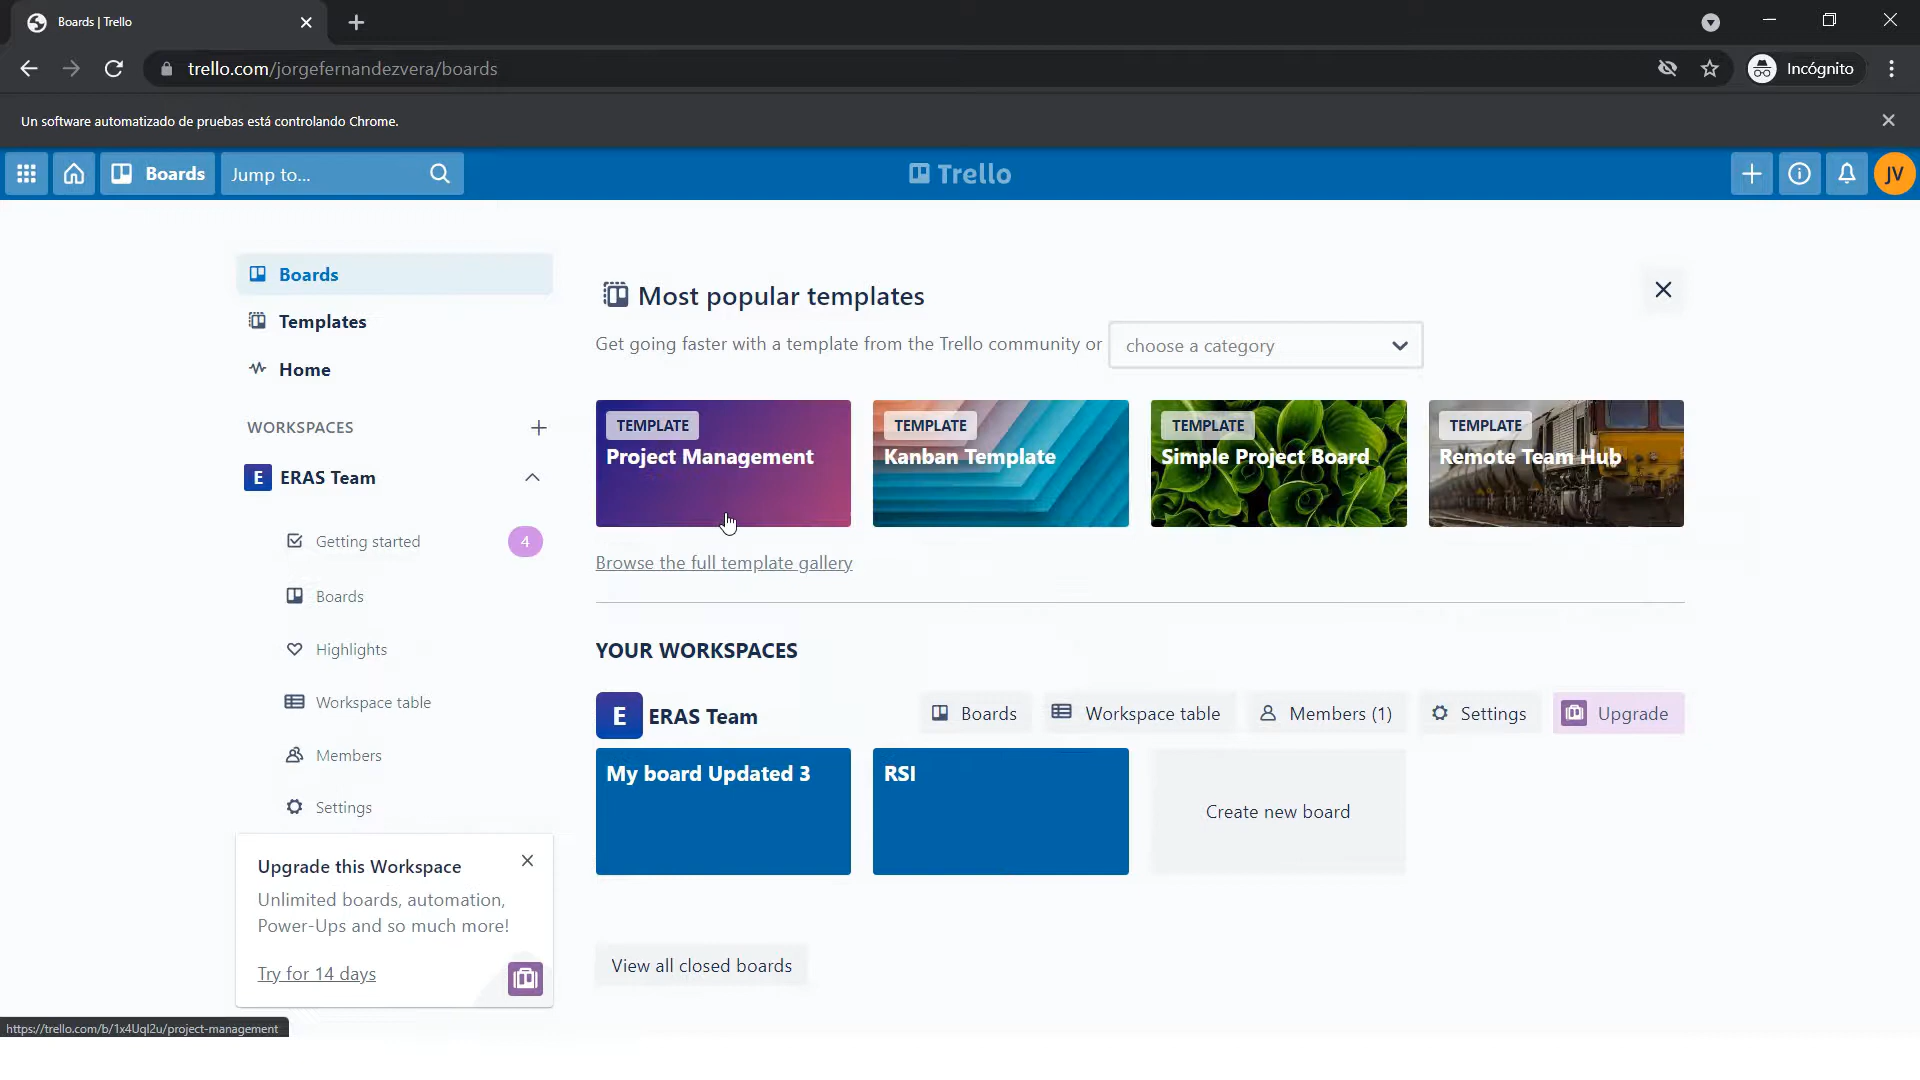 Boards | Trello
trello.com/jorgefernandezvera/boards
Incógnito
Un software automatizado de pruebas está controlando Chrome.
Boards
Jump to...
Trello
JV
Boards
Templates
Home
WORKSPACES
E ERAS Team
Getting started
4
Boards
Highlights
Workspace table
Members
Settings
Upgrade this Workspace
Unlimited boards, automation,
Power-Ups and so much more!
Try for 14 days
Most popular templates
Get going faster with a template from the Trello community or choose a category
TEMPLATE
Project Management
TEMPLATE
Kanban Template
TEMPLATE
Simple Project Board
TEMPLATE
Remote Team Hub
Browse the full template gallery
YOUR WORKSPACES
E ERAS Team
Boards
Workspace table
Members (1)
Settings
Upgrade
My board Updated 3
RSI
Create new board
View all closed boards
https://trello.com/b/1x4Uql2u/project-management